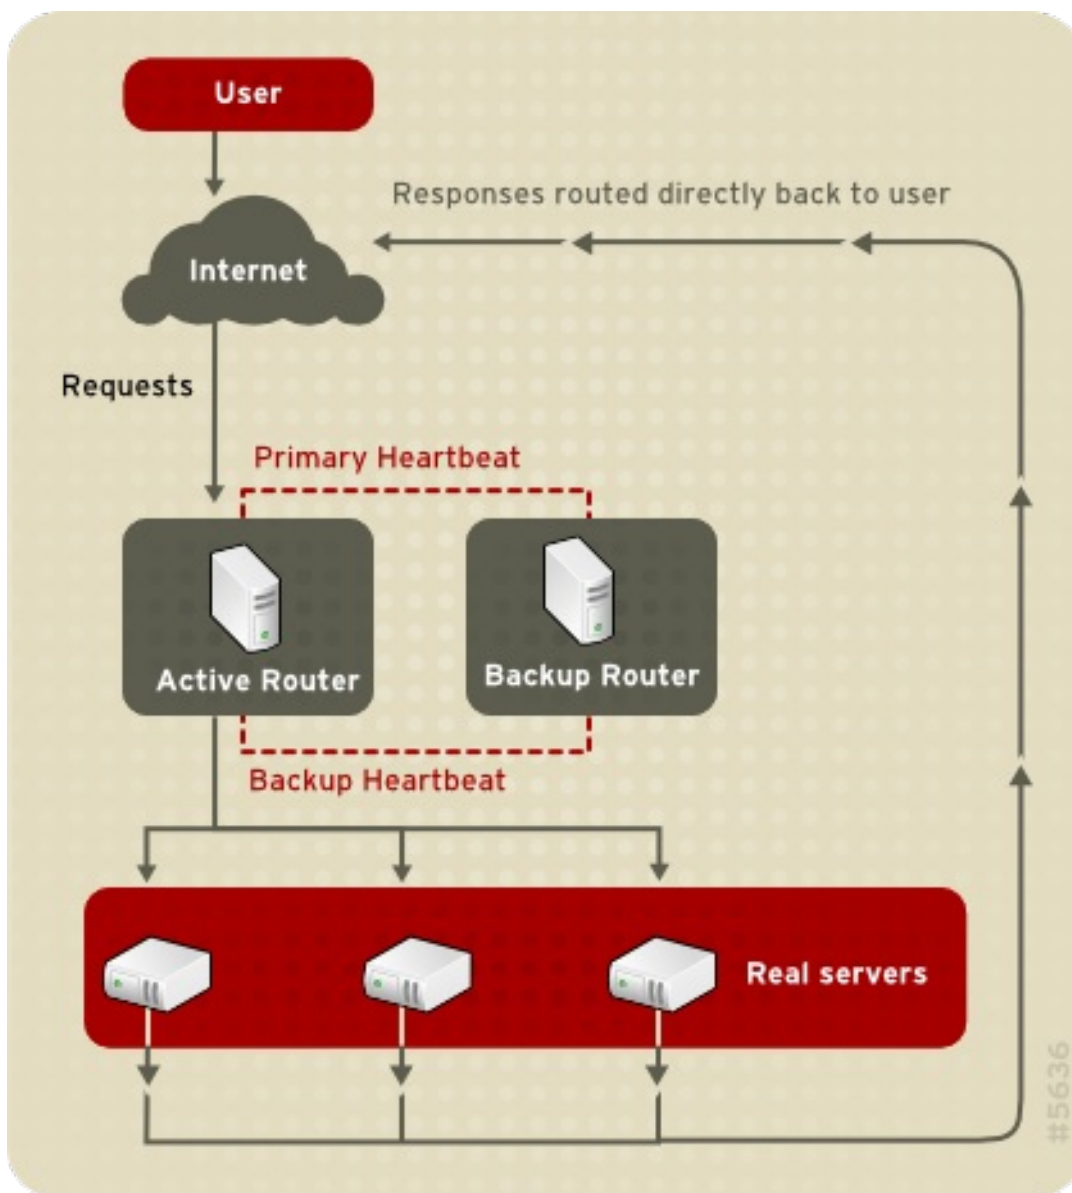 User
Responses routed directly back to user
Internet
Requests
Primary Heartbeat
Active Router
Backup Router
Backup Heartbeat
Real servers
#5636